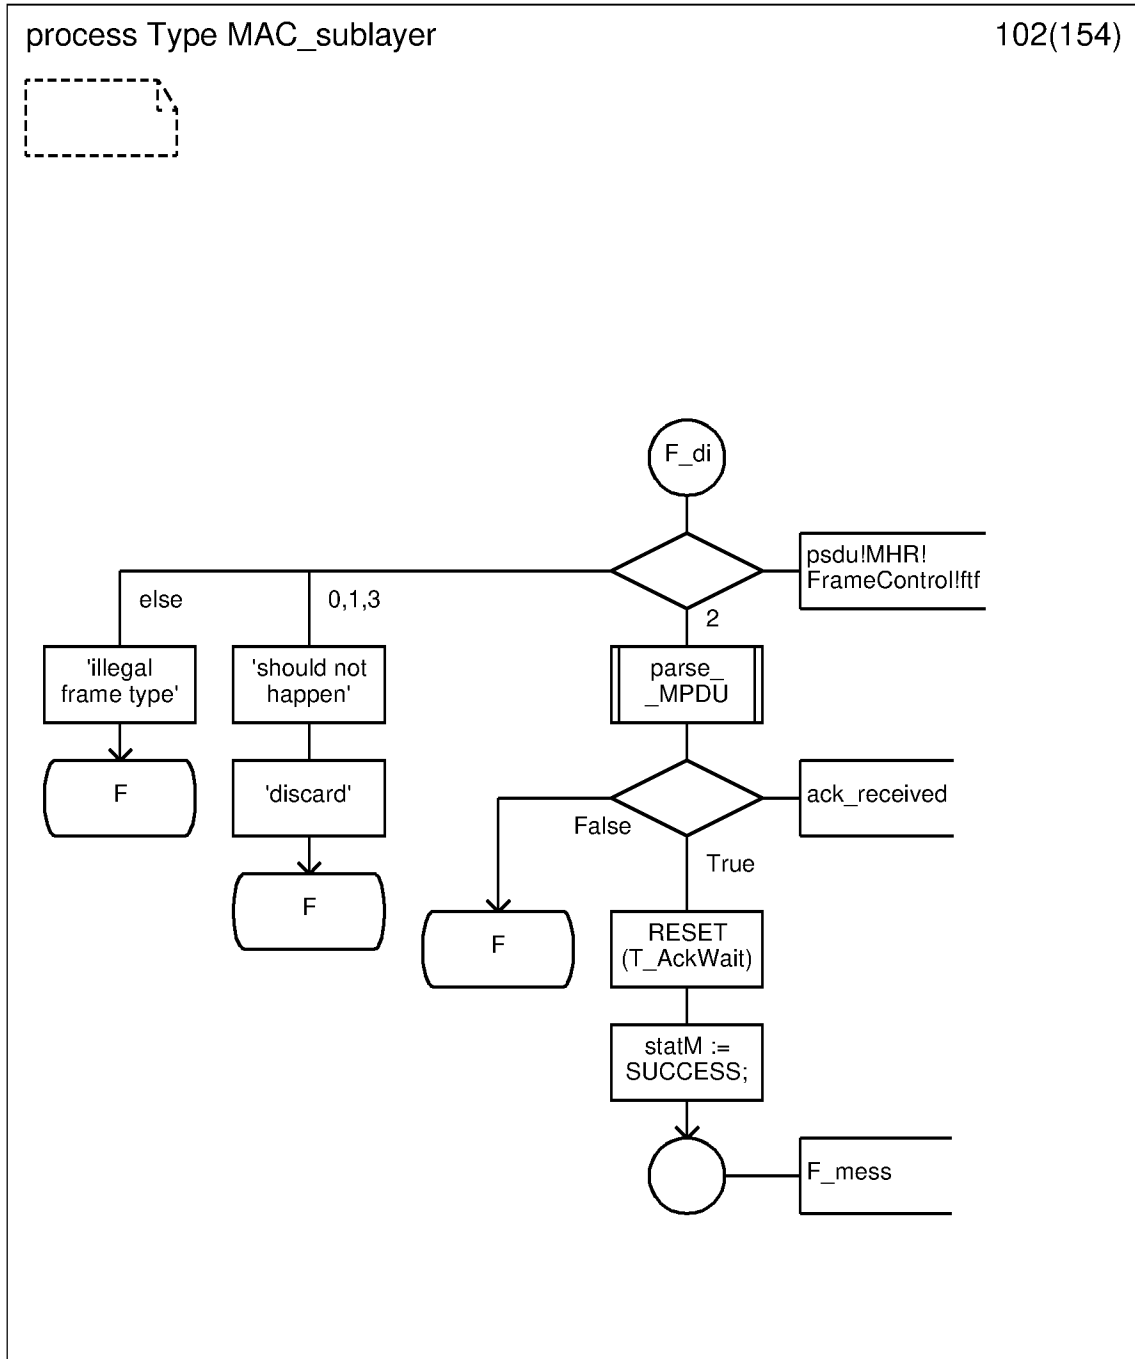 process Type MAC_sublayer
102(154)
F_di
psdu!MHR!
FrameControl!ftf
else
0,1,3
2
'illegal
frame type'
'should not
happen'
parse_
_MPDU
F
'discard'
ack_received
False
True
F
F
RESET
(T_AckWait)
statM :=
SUCCESS;
F_mess